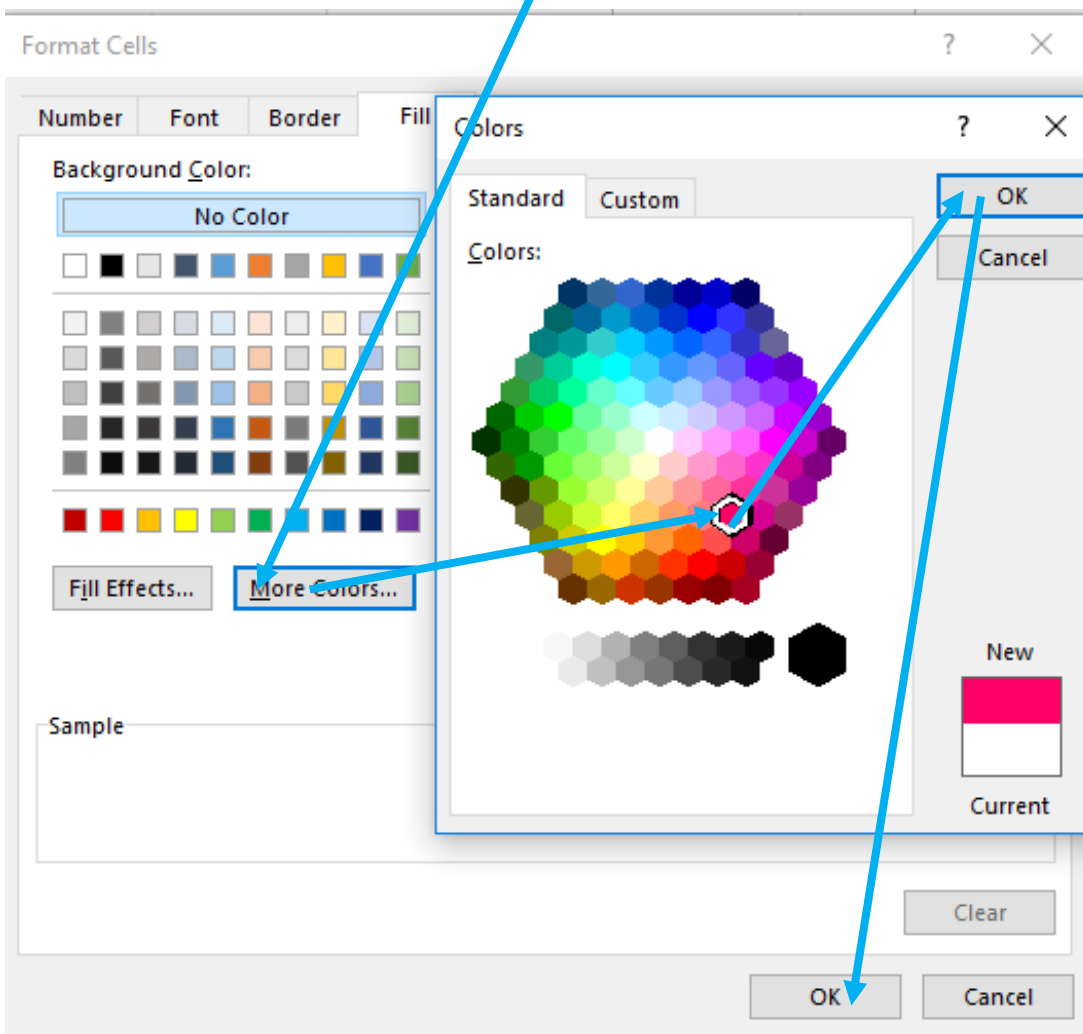 Format Cells ? ×
Number Font Border Fill
Background Color:
No Color
Fill Effects... More Colors...
Sample
Clear
OK Cancel
Colors ? ×
Standard Custom
Colors:
OK
Cancel
New
Current